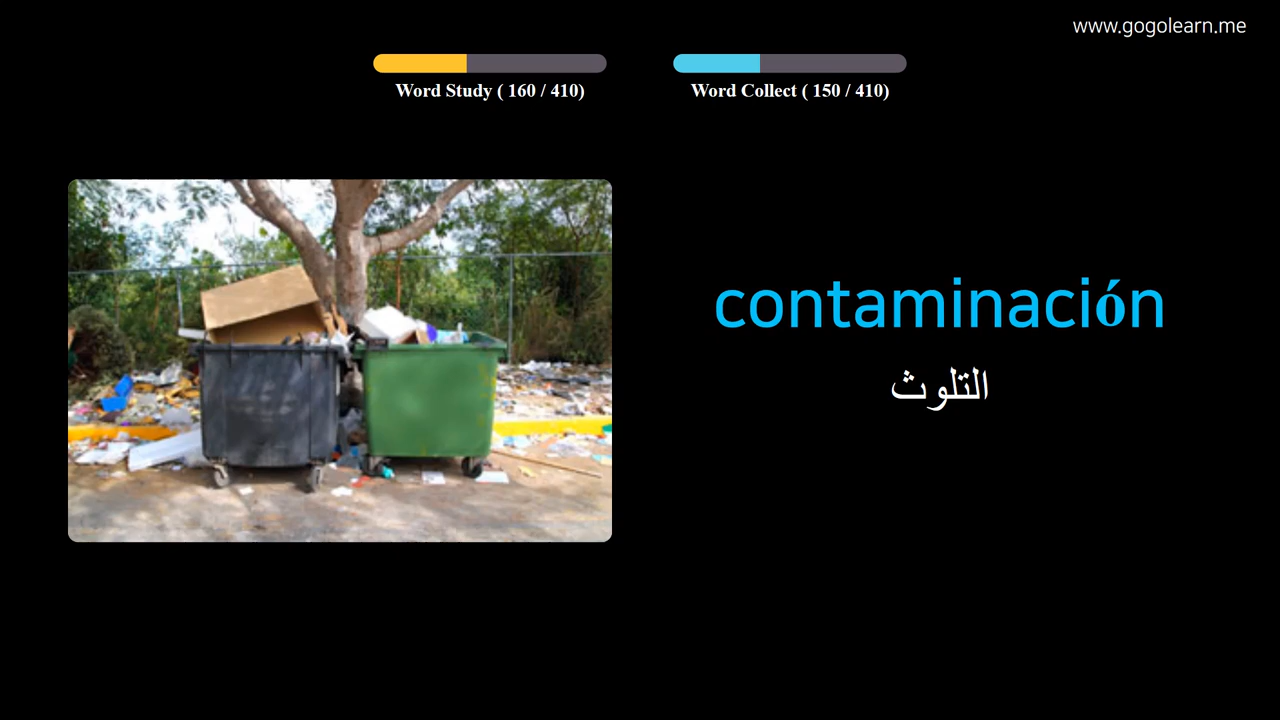 www.gogolearn.me
Word Study ( 160 / 410)
Word Collect ( 150 / 410)
contaminación
التلوث